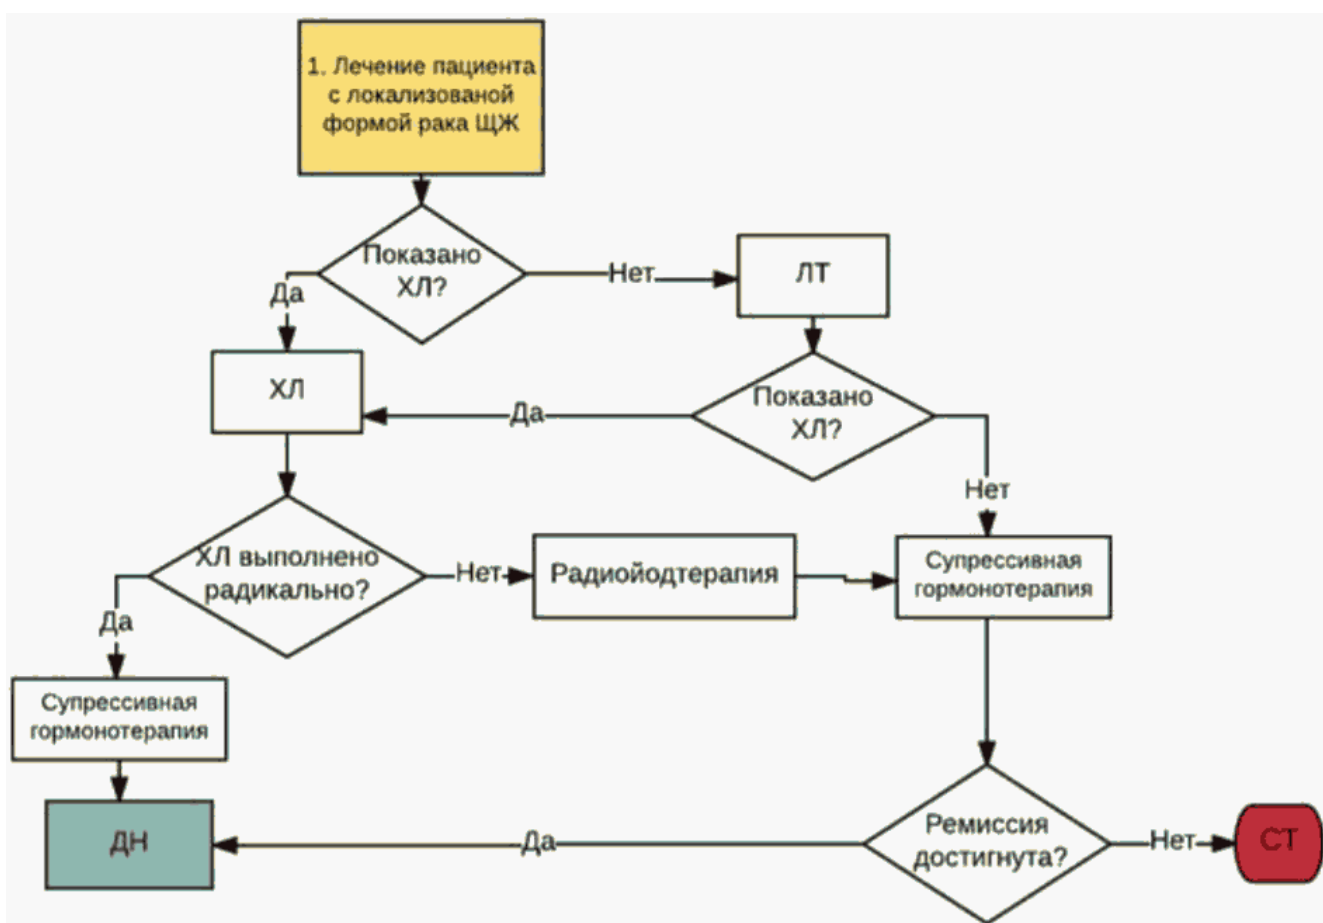 1. Лечение пациента
с локализованой
формой рака ЩЖ
Показано
ХЛ?
Нет
ЛТ
Да
ХЛ
Да
Показано
ХЛ?
Нет
ХЛ выполнено
радикально?
Нет
Радиойодтерапия
Супрессивная
гормонотерапия
Да
Супрессивная
гормонотерапия
ДН
Да
Ремиссия
достигнута?
Нет
СТ